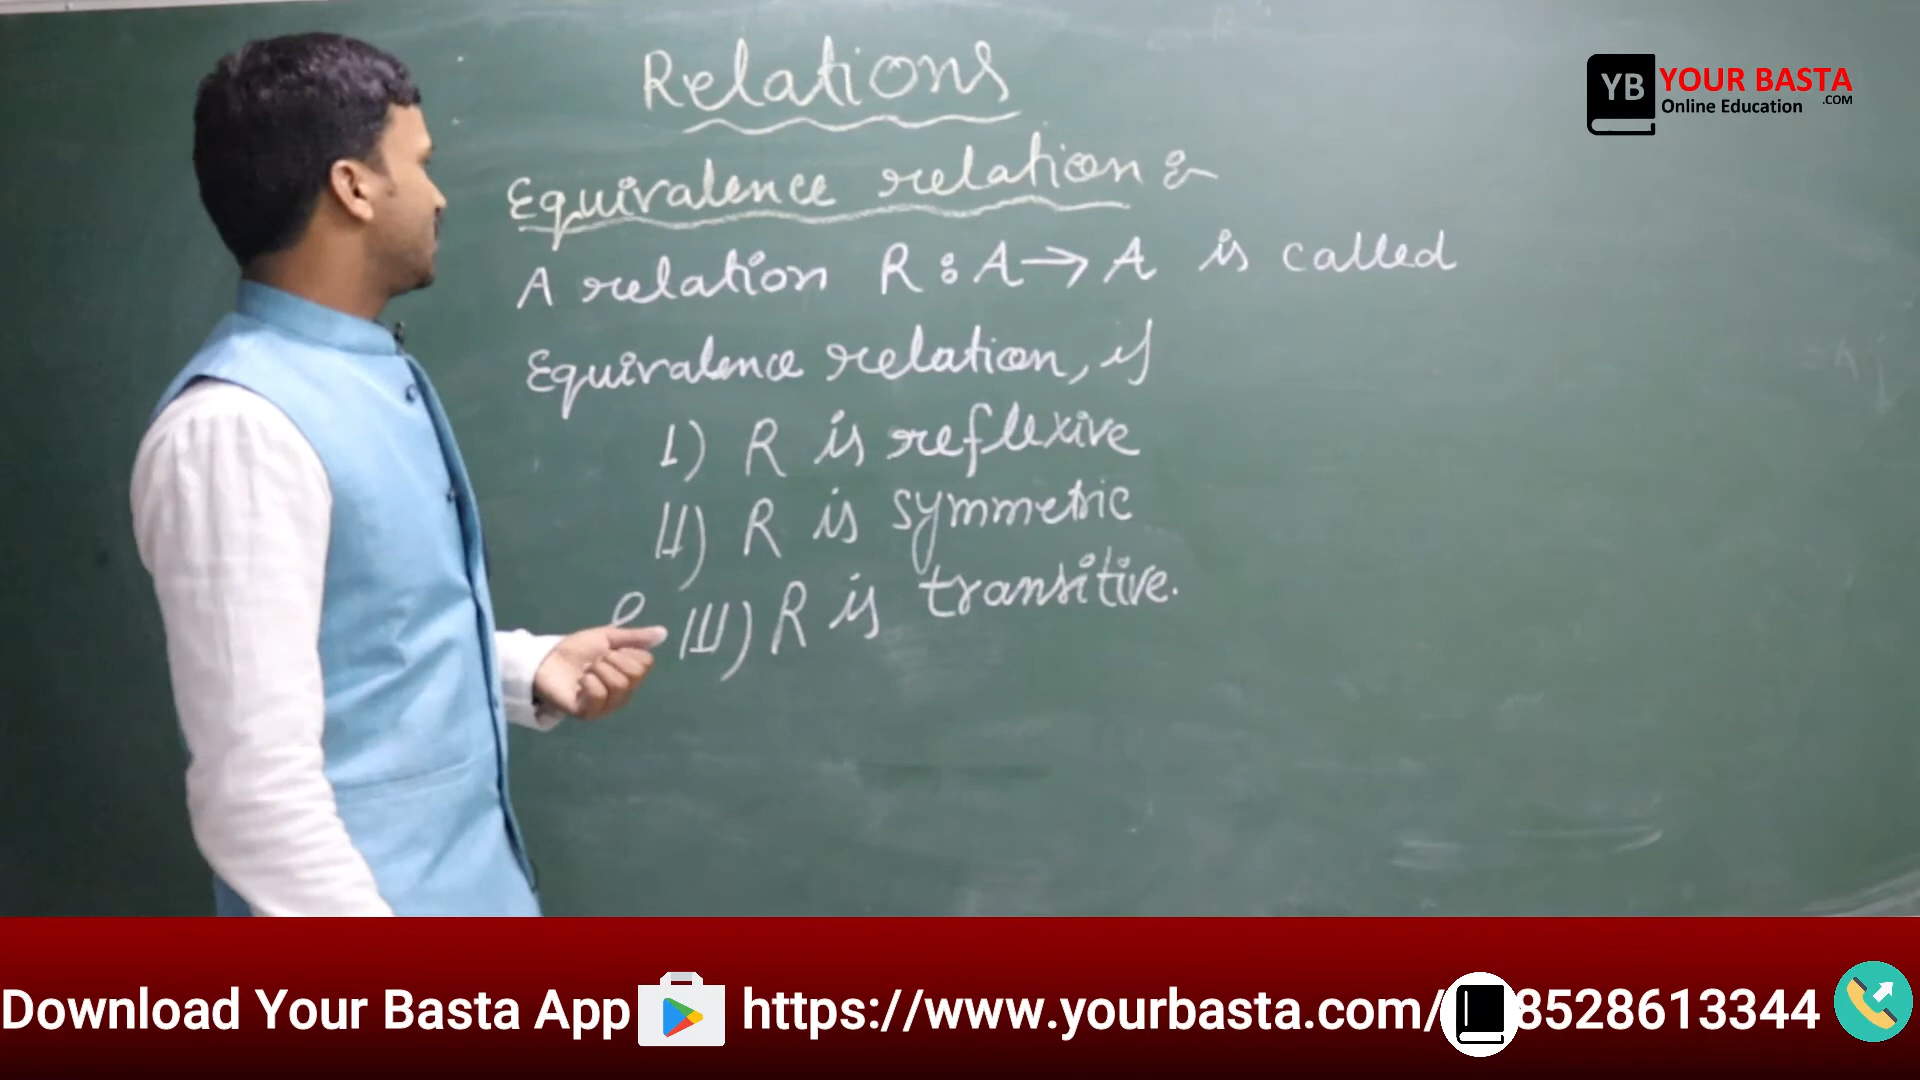 Relations
Equivalence relation :-
A relation R : A → A is called
Equivalence relation, if
I) R is reflexive
II) R is symmetric
III) R is transitive.
YB YOUR BASTA
.COM
Online Education
Download Your Basta App https://www.yourbasta.com/ 8528613344